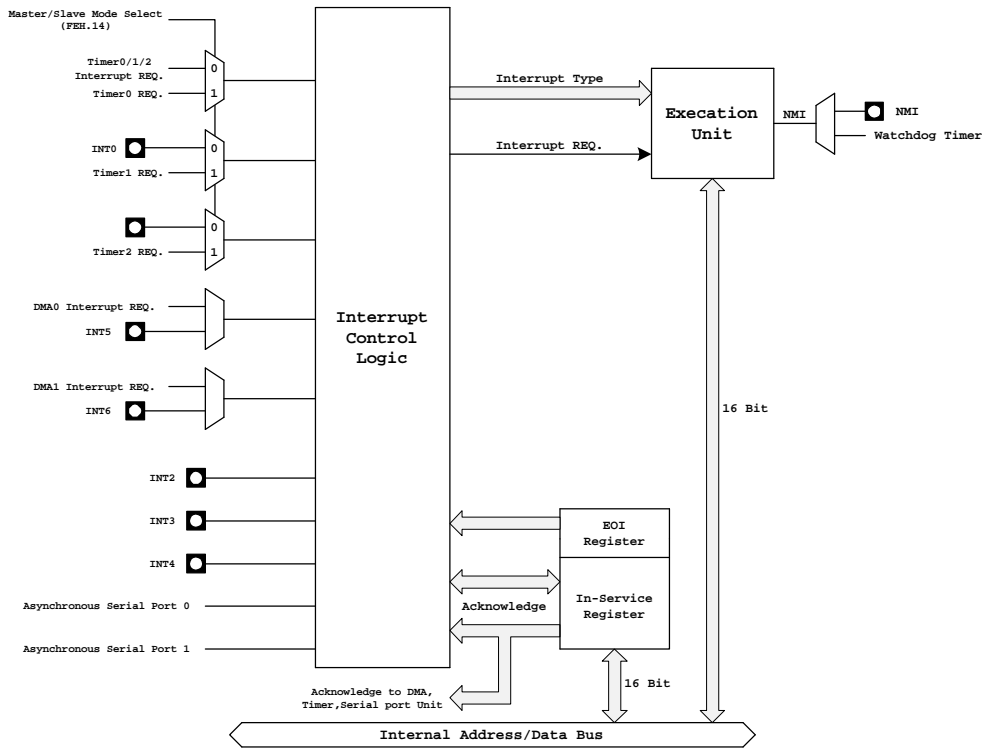 Master/Slave Mode Select
(FEH.14)
Timer0/1/2
Interrupt REQ.
Timer0 REQ.
0
1
INT0
Timer1 REQ.
0
1
Timer2 REQ.
0
1
DMA0 Interrupt REQ.
INT5
DMA1 Interrupt REQ.
INT6
INT2
INT3
INT4
Asynchronous Serial Port 0
Asynchronous Serial Port 1
Interrupt
Control
Logic
Interrupt Type
Interrupt REQ.
Execation
Unit
NMI
NMI
Watchdog Timer
16 Bit
EOI
Register
In-Service
Register
Acknowledge
Acknowledge to DMA,
Timer,Serial port Unit
16 Bit
Internal Address/Data Bus